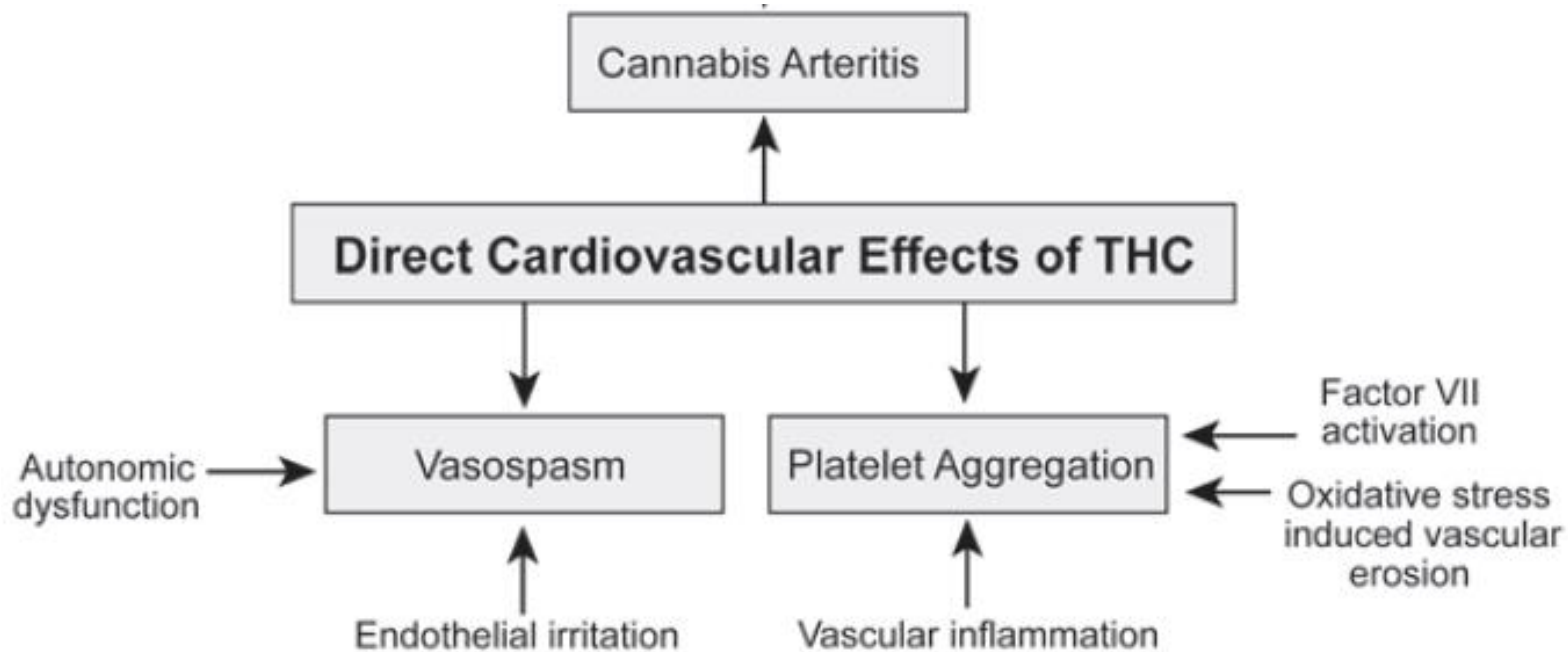 Cannabis Arteritis
Direct Cardiovascular Effects of THC
Autonomic
dysfunction
Vasospasm
Platelet Aggregation
Factor VII
activation
Oxidative stress
induced vascular
erosion
Endothelial irritation
Vascular inflammation